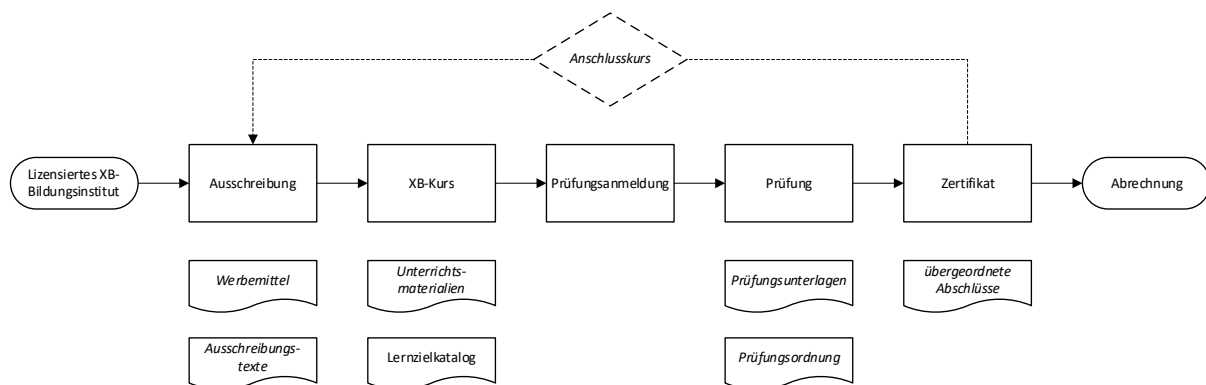 Anschlusskurs
Lizensiertes XB-
Bildungsinstitut
Ausschreibung
XB-Kurs
Prüfungsanmeldung
Prüfung
Zertifikat
Abrechnung
Werbemittel
Unterrichts-
materialien
Prüfungsunterlagen
übergeordnete
Abschlüsse
Ausschreibungs-
texte
Lernzielkatalog
Prüfungsordnung